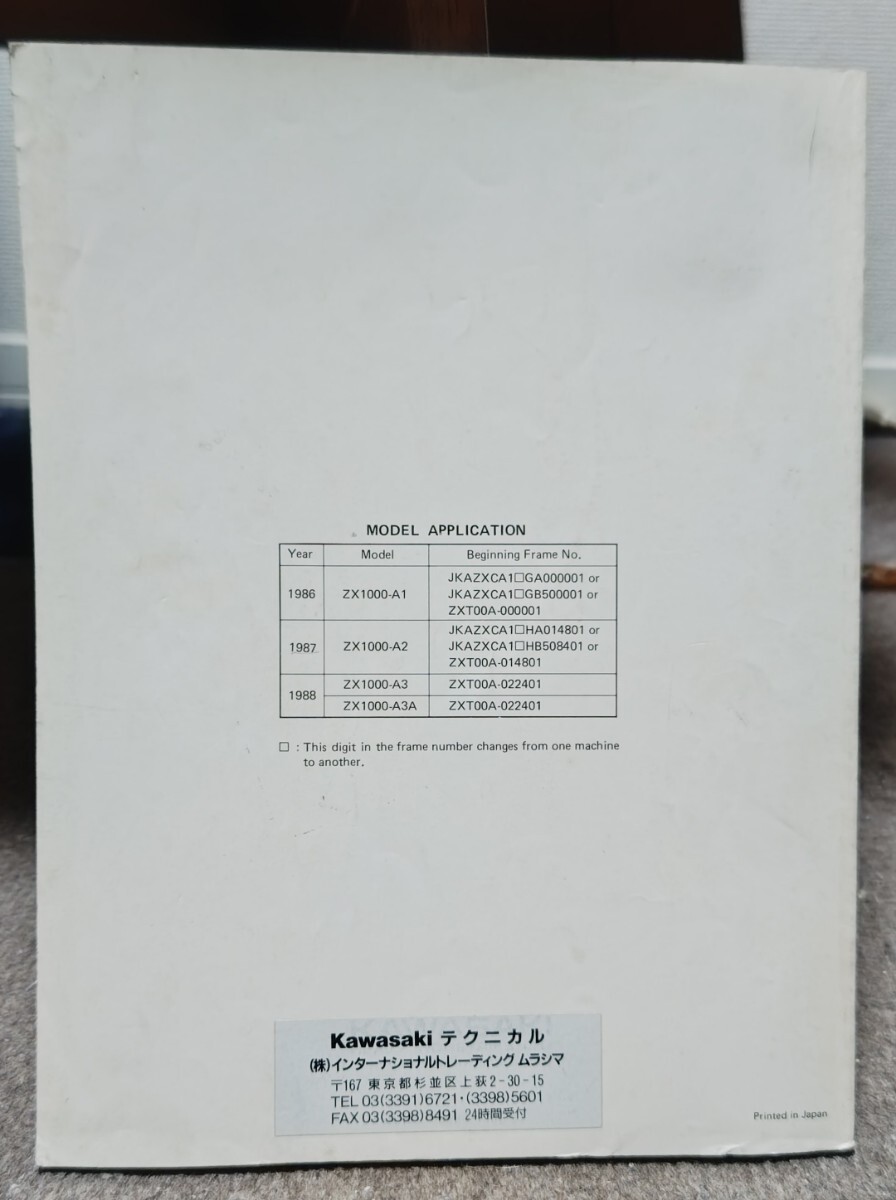 MODEL APPLICATION
Year Model Beginning Frame No.
1986 ZX1000-A1 JKAZXCA1□GA000001 or
JKAZXCA1□GB500001 or
ZXT00A-000001
1987 ZX1000-A2 JKAZXCA1□HA014801 or
JKAZXCA1□HB508401 or
ZXT00A-014801
1988 ZX1000-A3 ZXT00A-022401
ZX1000-A3A ZXT00A-022401
□ : This digit in the frame number changes from one machine
to another.
Kawasaki テクニカル
(株)インターナショナルトレーディング ムラシマ
〒167 東京都杉並区上荻2-30-15
TEL 03(3391)6721・(3398)5601
FAX 03(3398)8491 24時間受付
Printed in Japan